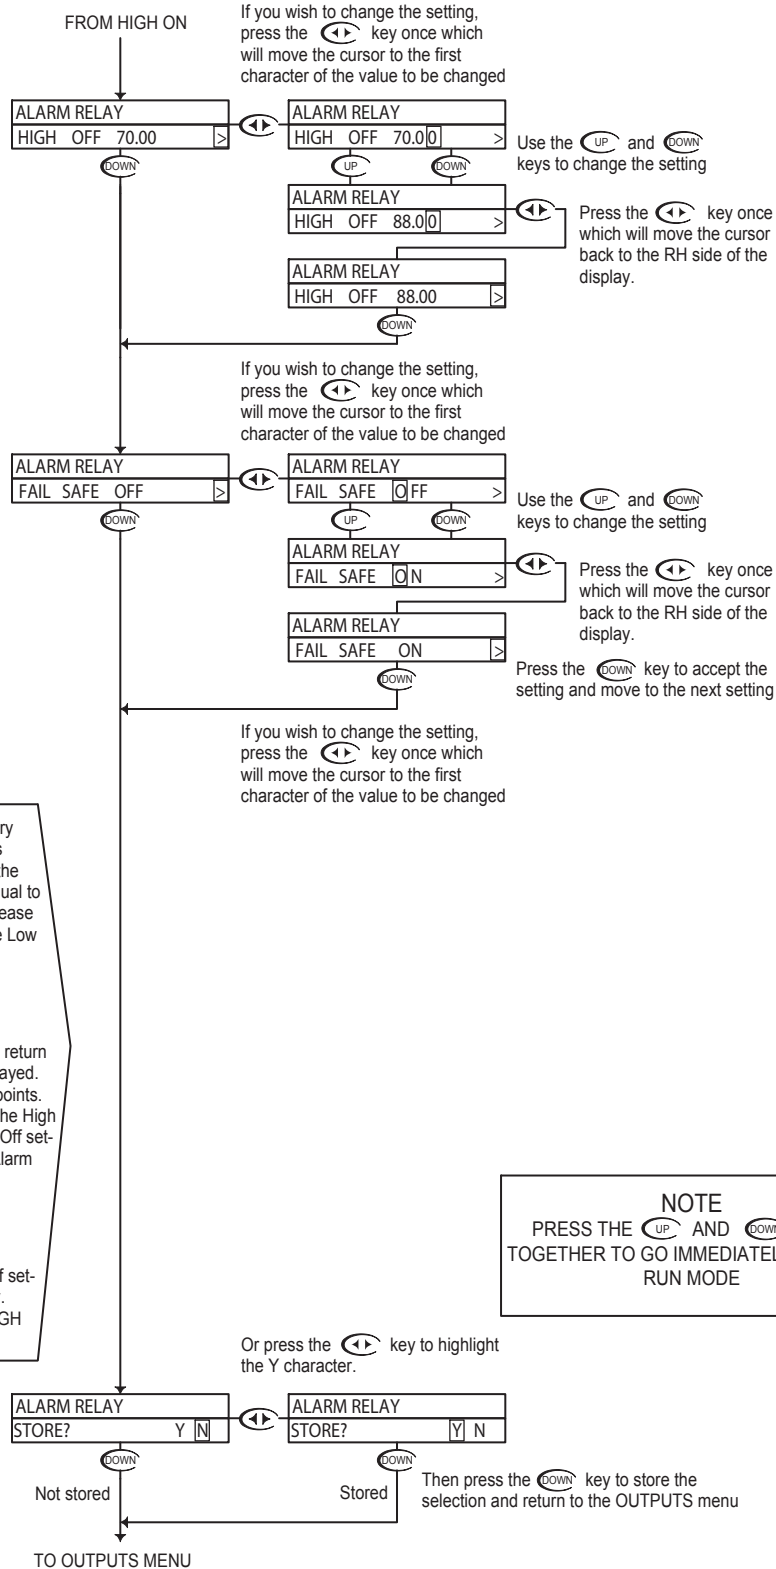 FROM HIGH ON
If you wish to change the setting,
press the key once which
will move the cursor to the first
character of the value to be changed
ALARM RELAY
HIGH OFF 70.00 >
DOWN
ALARM RELAY
HIGH OFF 70.00 >
UP DOWN
Use the UP and DOWN
keys to change the setting
ALARM RELAY
HIGH OFF 88.00 >
Press the key once
which will move the cursor
back to the RH side of the
display.
ALARM RELAY
HIGH OFF 88.00 >
DOWN
If you wish to change the setting,
press the key once which
will move the cursor to the first
character of the value to be changed
ALARM RELAY
FAIL SAFE OFF >
DOWN
ALARM RELAY
FAIL SAFE OFF >
UP DOWN
Use the UP and DOWN
keys to change the setting
ALARM RELAY
FAIL SAFE ON >
Press the key once
which will move the cursor
back to the RH side of the
display.
ALARM RELAY
FAIL SAFE ON >
DOWN
Press the DOWN key to accept the
setting and move to the next setting
If you wish to change the setting,
press the key once which
will move the cursor to the first
character of the value to be changed
ry
s
the
ual to
ease
e Low
return
ayed.
points.
he High
Off set-
larm
f set-
.
GH
NOTE
PRESS THE UP AND DOWN
TOGETHER TO GO IMMEDIATEL
RUN MODE
Or press the key to highlight
the Y character.
ALARM RELAY
STORE? Y N
DOWN
Not stored
ALARM RELAY
STORE? Y N
DOWN
Stored
Then press the DOWN key to store the
selection and return to the OUTPUTS menu
TO OUTPUTS MENU